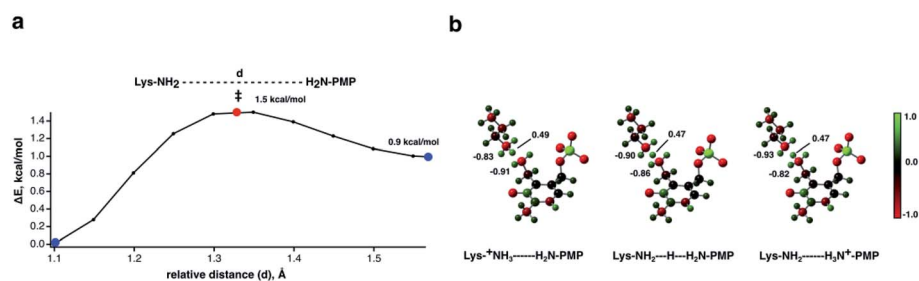 a
b
d
Lys-NH2 - - - - - - - - - - - - - - H2N-PMP
‡
1.5 kcal/mol
0.9 kcal/mol
ΔE, kcal/mol
1.4
1.2
1.0
0.8
0.6
0.4
0.2
0.0
1.1 1.2 1.3 1.4 1.5
relative distance (d), Å
0.49
-0.83
-0.91
0.47
-0.90
-0.86
0.47
-0.93
-0.82
1.0
0.0
-1.0
Lys-+NH3------H2N-PMP
Lys-NH2---H---H2N-PMP
Lys-NH2------H3N+-PMP